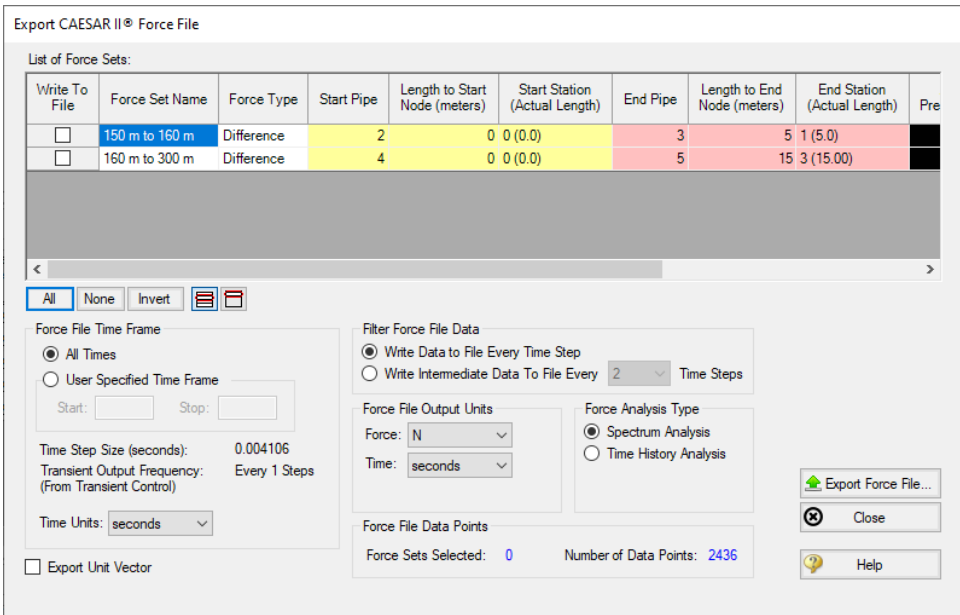 Export CAESAR II® Force File
List of Force Sets:
Write To File Force Set Name Force Type Start Pipe Length to Start Node (meters) Start Station (Actual Length) End Pipe Length to End Node (meters) End Station (Actual Length) Pre
150 m to 160 m Difference 2 0 0 (0.0) 3 5 1 (5.0)
160 m to 300 m Difference 4 0 0 (0.0) 5 15 3 (15.00)
All None Invert
Force File Time Frame
All Times
User Specified Time Frame
Start: Stop:
Time Step Size (seconds): 0.004106
Transient Output Frequency: Every 1 Steps
(From Transient Control)
Time Units: seconds
Export Unit Vector
Filter Force File Data
Write Data to File Every Time Step
Write Intermediate Data To File Every 2 Time Steps
Force File Output Units
Force: N
Time: seconds
Force Analysis Type
Spectrum Analysis
Time History Analysis
Force File Data Points
Force Sets Selected: 0 Number of Data Points: 2436
Export Force File...
Close
Help